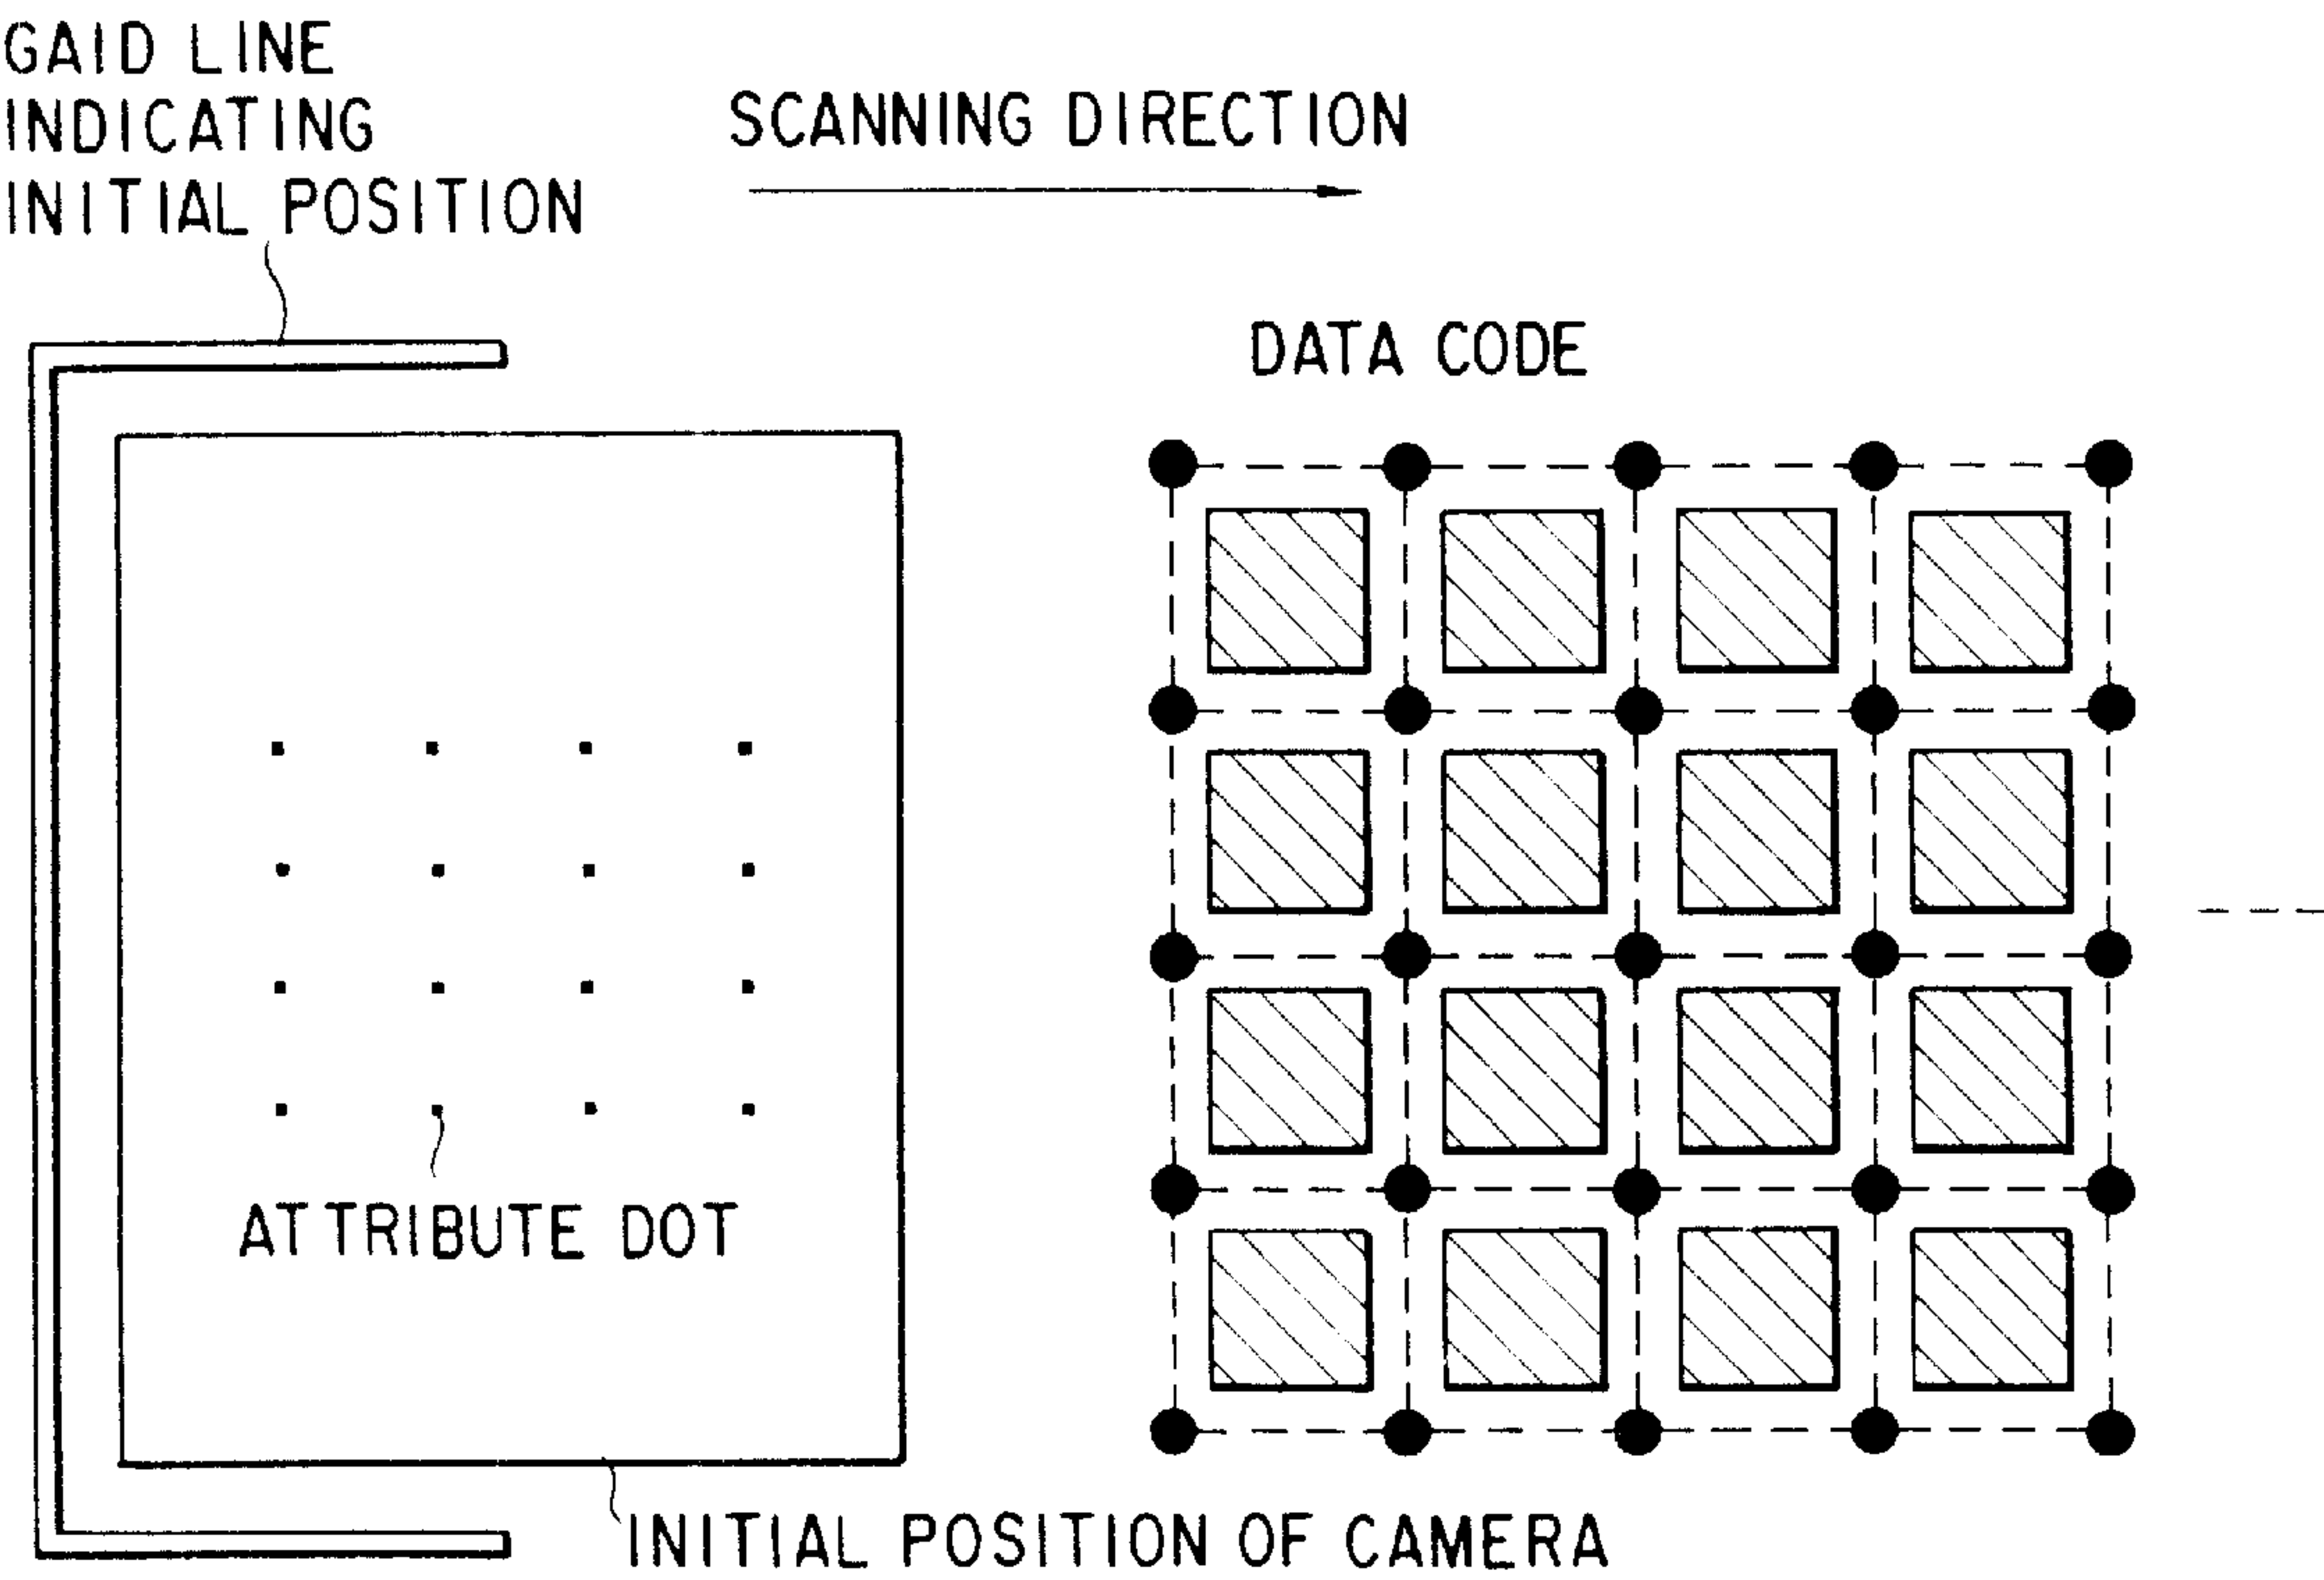 GAID LINE
INDICATING
INITIAL POSITION
SCANNING DIRECTION
DATA CODE
ATTRIBUTE DOT
INITIAL POSITION OF CAMERA